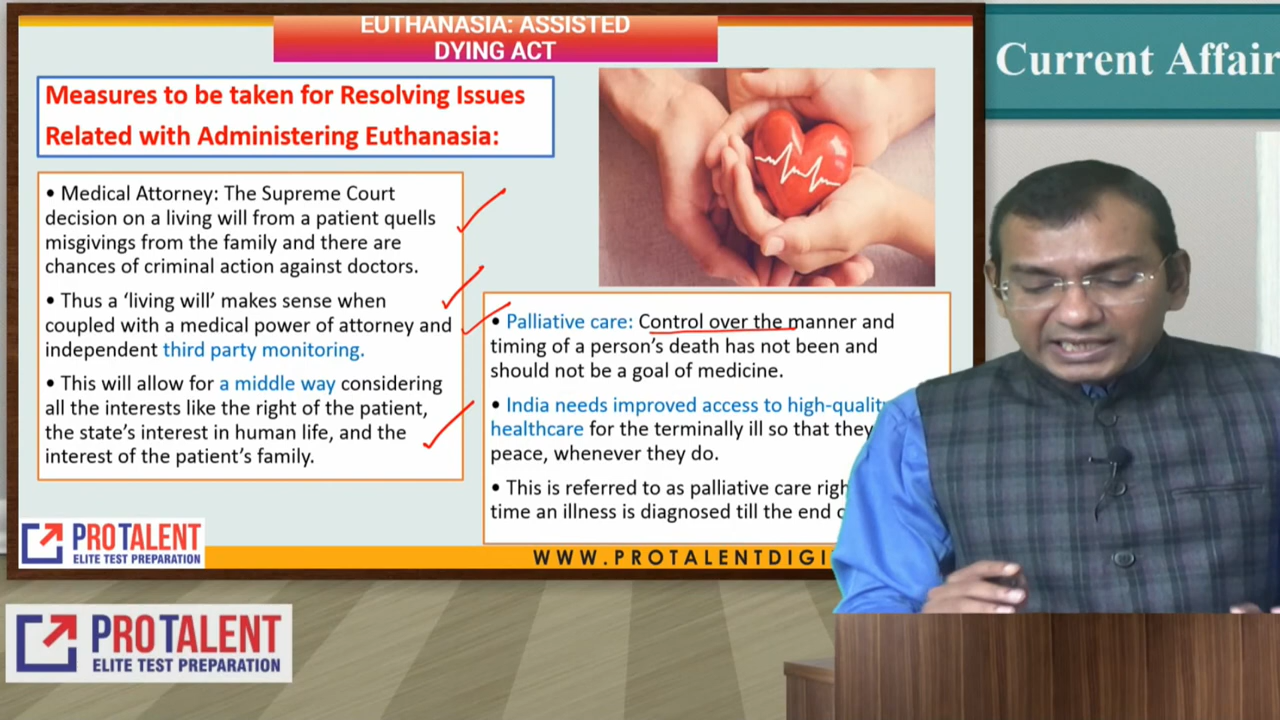 EUTHANASIA: ASSISTED
DYING ACT
Current Affair
Measures to be taken for Resolving Issues
Related with Administering Euthanasia:
• Medical Attorney: The Supreme Court
decision on a living will from a patient quells
misgivings from the family and there are
chances of criminal action against doctors.
• Thus a ‘living will’ makes sense when
coupled with a medical power of attorney and
independent third party monitoring.
• This will allow for a middle way considering
all the interests like the right of the patient,
the state’s interest in human life, and the
interest of the patient’s family.
• Palliative care: Control over the manner and
timing of a person’s death has not been and
should not be a goal of medicine.
• India needs improved access to high-quality
healthcare for the terminally ill so that they
peace, whenever they do.
• This is referred to as palliative care righ
time an illness is diagnosed till the end o
PROTALENT
ELITE TEST PREPARATION
WWW.PROTALENTDIGI
PROTALENT
ELITE TEST PREPARATION